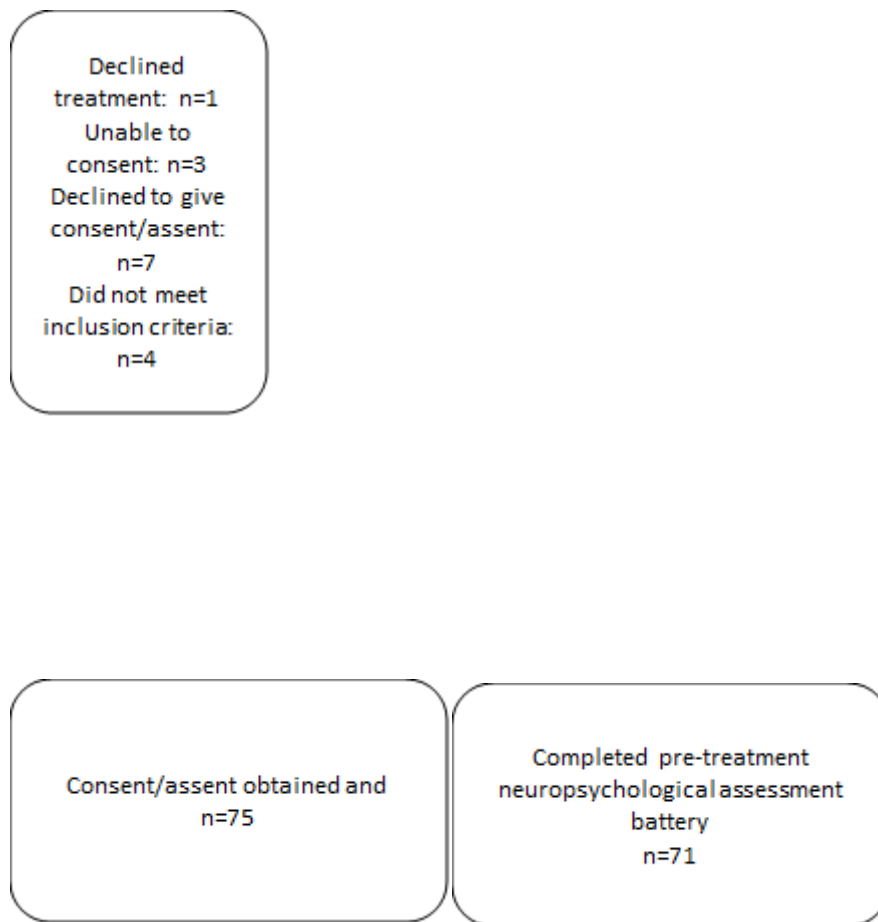 Declined
treatment: n=1
Unable to
consent: n=3
Declined to give
consent/assent:
n=7
Did not meet
inclusion criteria:
n=4
Consent/assent obtained and
n=75
Completed pre-treatment
neuropsychological assessment
battery
n=71